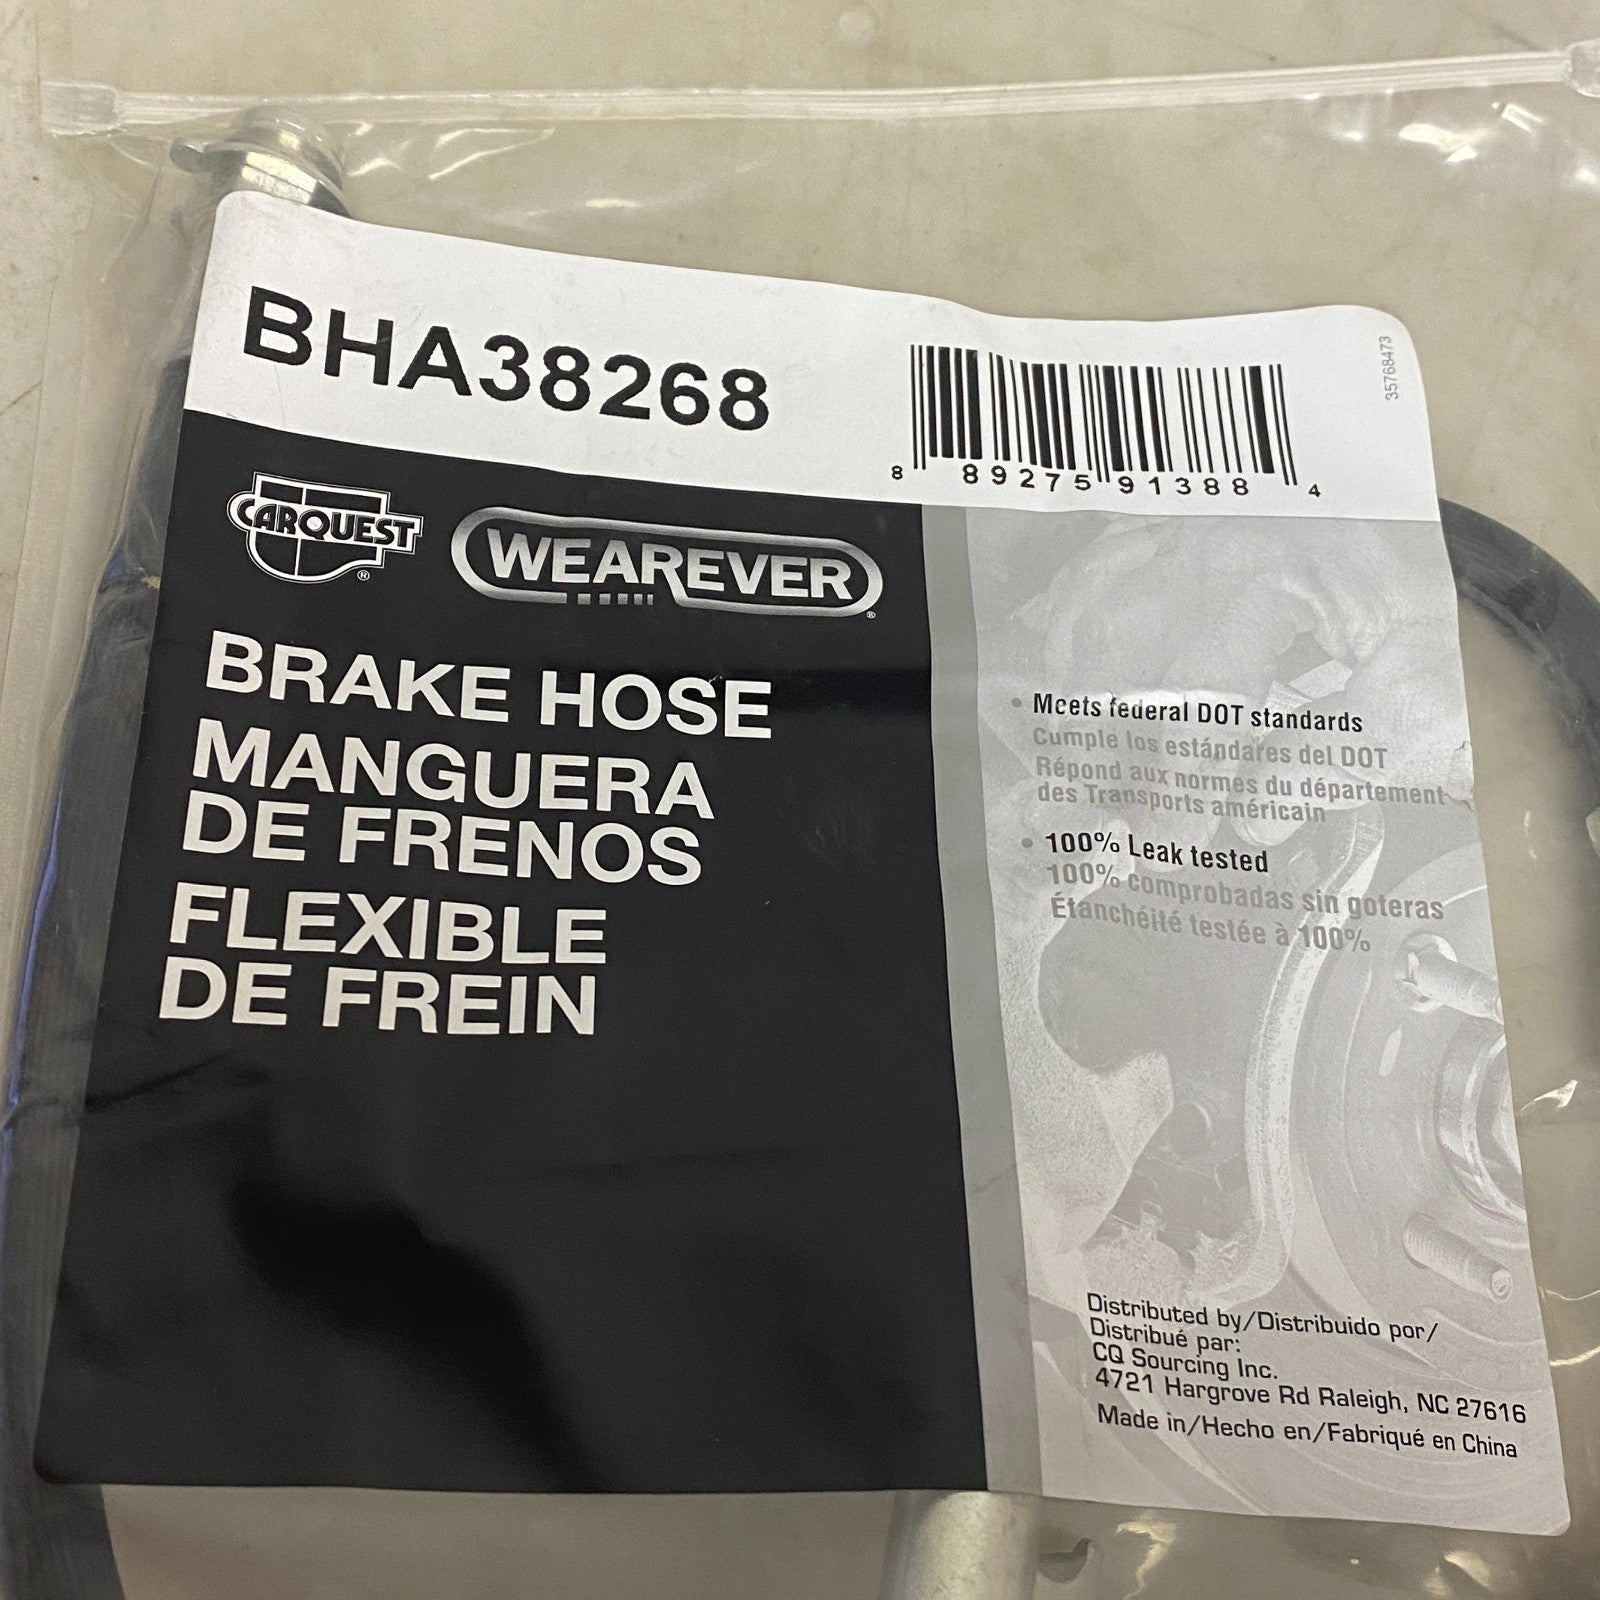 BHA38268
8 89275 91388 4
35768473
CARQUEST®
WEAREVER®
BRAKE HOSE
MANGUERA
DE FRENOS
FLEXIBLE
DE FREIN
• Meets federal DOT standards
Cumple los estándares del DOT
Répond aux normes du département
des Transports américain
• 100% Leak tested
100% comprobadas sin goteras
Étanchéité testée à 100%
Distributed by/Distribuido por/
Distribué par:
CQ Sourcing Inc.
4721 Hargrove Rd Raleigh, NC 27616
Made in/Hecho en/Fabriqué en China